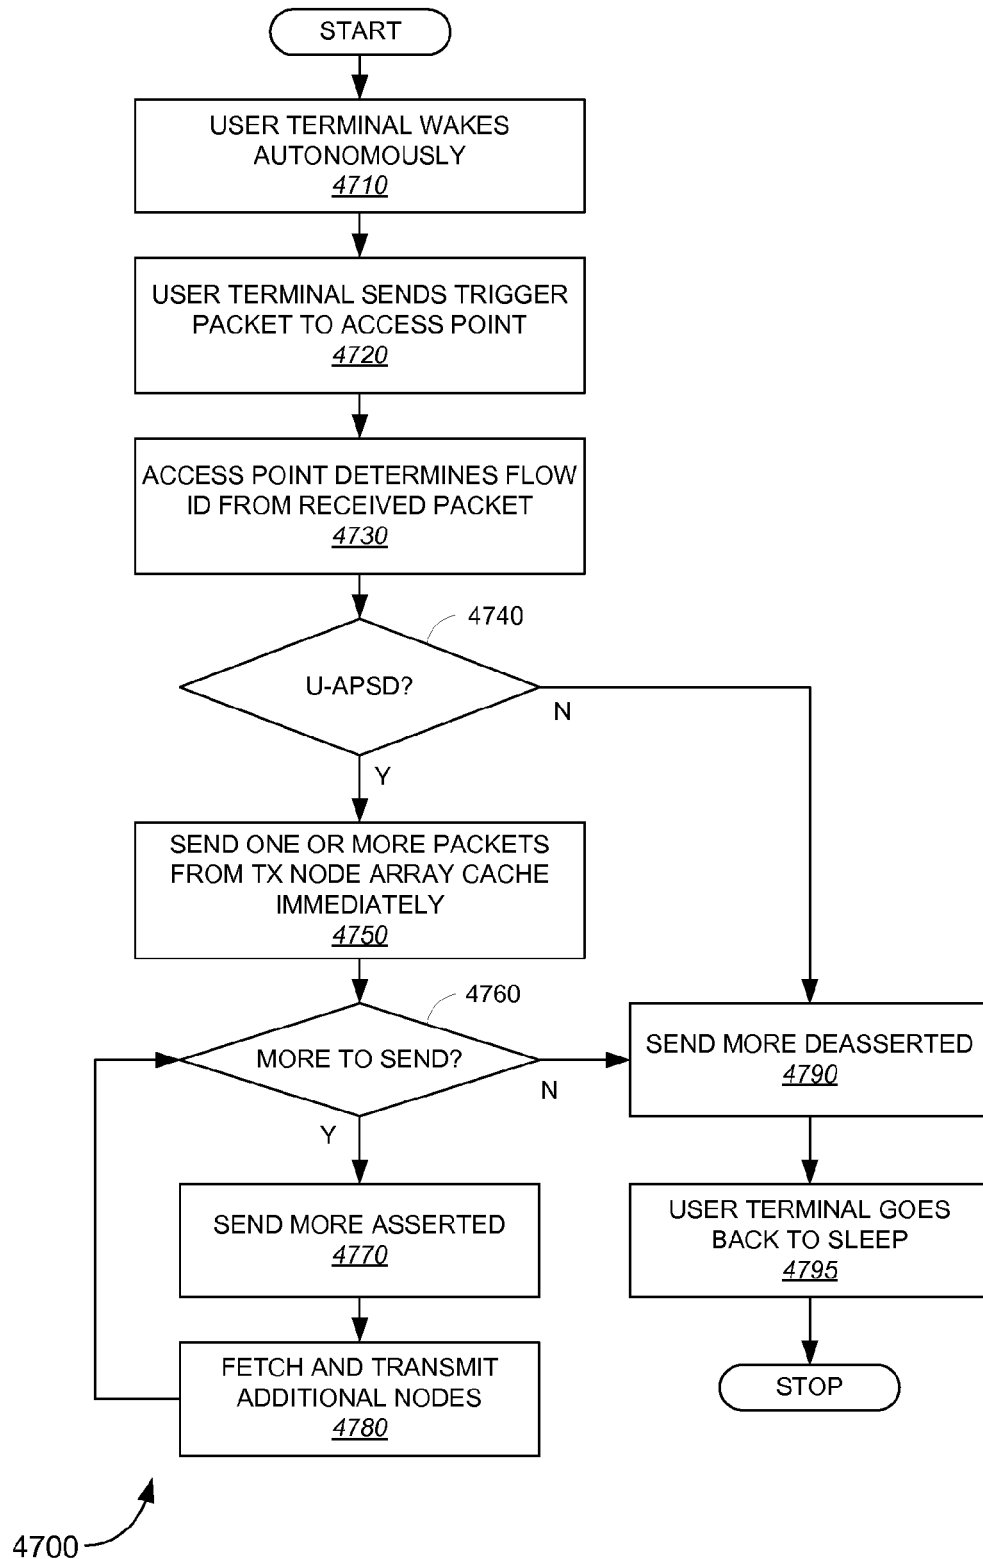 START
USER TERMINAL WAKES
AUTONOMOUSLY
4710
USER TERMINAL SENDS TRIGGER
PACKET TO ACCESS POINT
4720
ACCESS POINT DETERMINES FLOW
ID FROM RECEIVED PACKET
4730
4740
U-APSD?
N
Y
SEND ONE OR MORE PACKETS
FROM TX NODE ARRAY CACHE
IMMEDIATELY
4750
4760
MORE TO SEND?
N
Y
SEND MORE DEASSERTED
4790
SEND MORE ASSERTED
4770
USER TERMINAL GOES
BACK TO SLEEP
4795
FETCH AND TRANSMIT
ADDITIONAL NODES
4780
STOP
4700